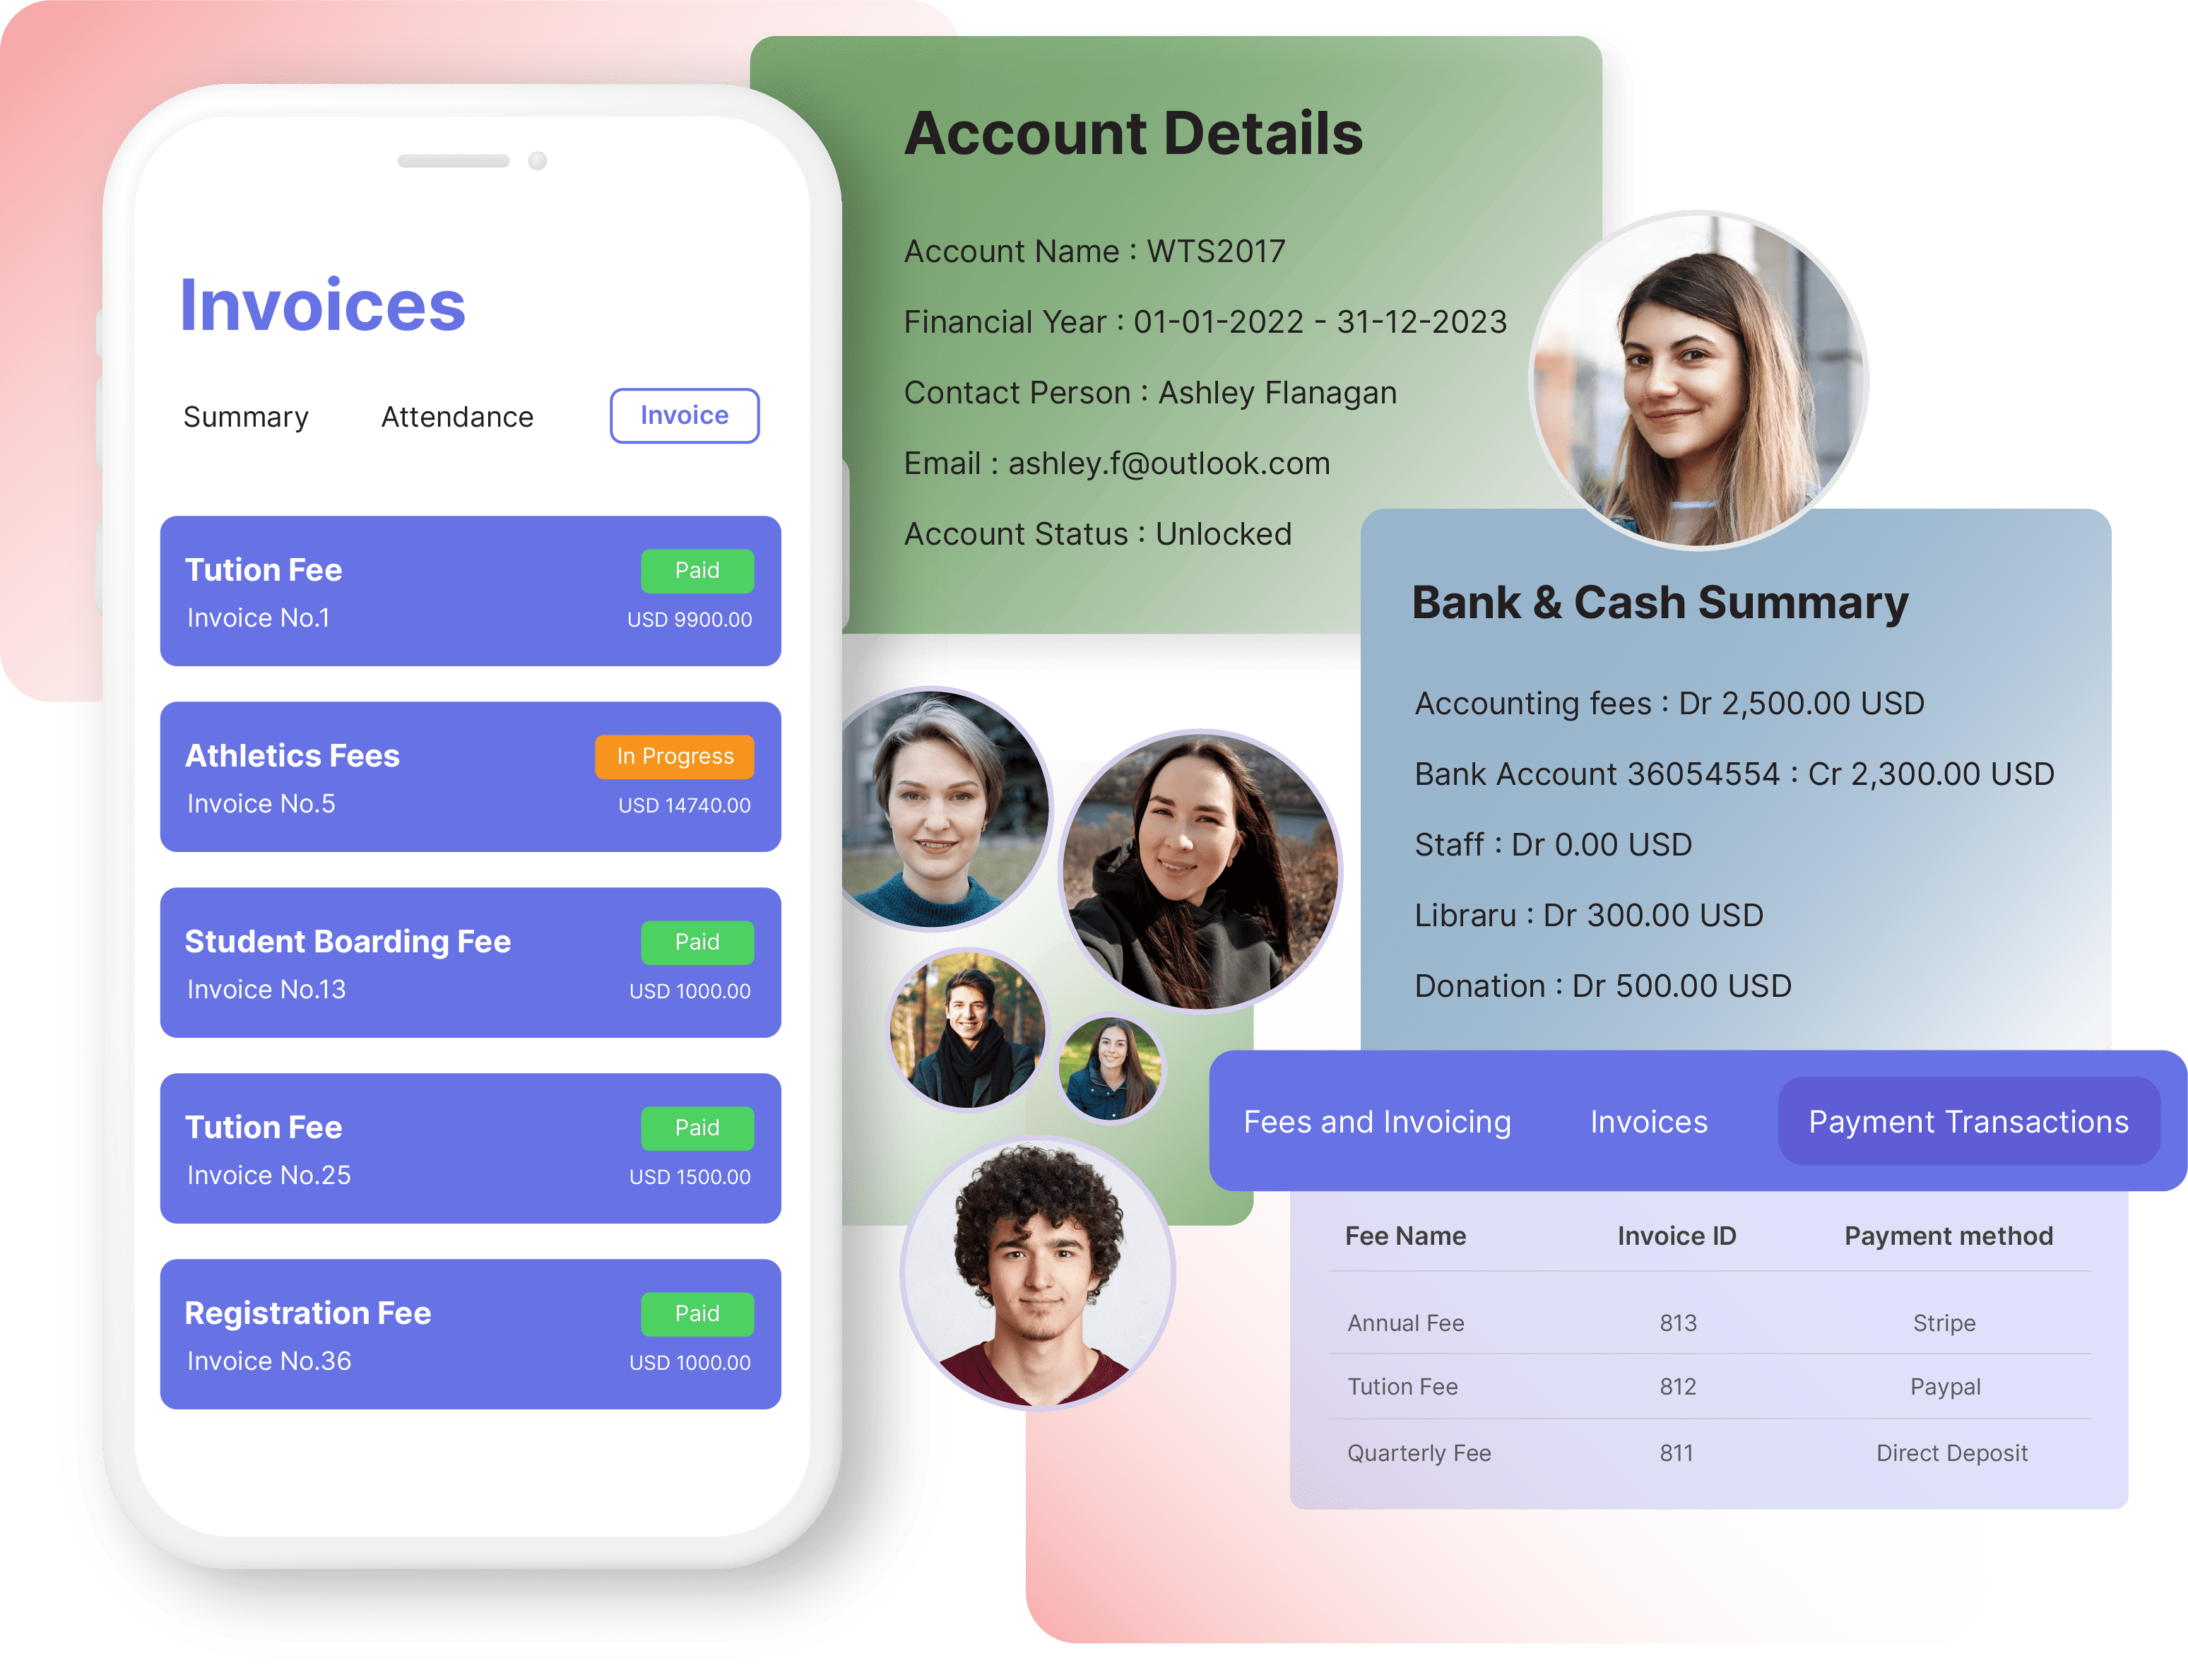 Invoices
Summary
Attendance
Invoice
Tution Fee
Paid
Invoice No.1
USD 9900.00
Athletics Fees
In Progress
Invoice No.5
USD 14740.00
Student Boarding Fee
Paid
Invoice No.13
USD 1000.00
Tution Fee
Paid
Invoice No.25
USD 1500.00
Registration Fee
Paid
Invoice No.36
USD 1000.00
Account Details
Account Name : WTS2017
Financial Year : 01-01-2022 - 31-12-2023
Contact Person : Ashley Flanagan
Email : ashley.f@outlook.com
Account Status : Unlocked
Bank & Cash Summary
Accounting fees : Dr 2,500.00 USD
Bank Account 36054554 : Cr 2,300.00 USD
Staff : Dr 0.00 USD
Libraru : Dr 300.00 USD
Donation : Dr 500.00 USD
Fees and Invoicing
Invoices
Payment Transactions
Fee Name Invoice ID Payment method
Annual Fee 813 Stripe
Tution Fee 812 Paypal
Quarterly Fee 811 Direct Deposit